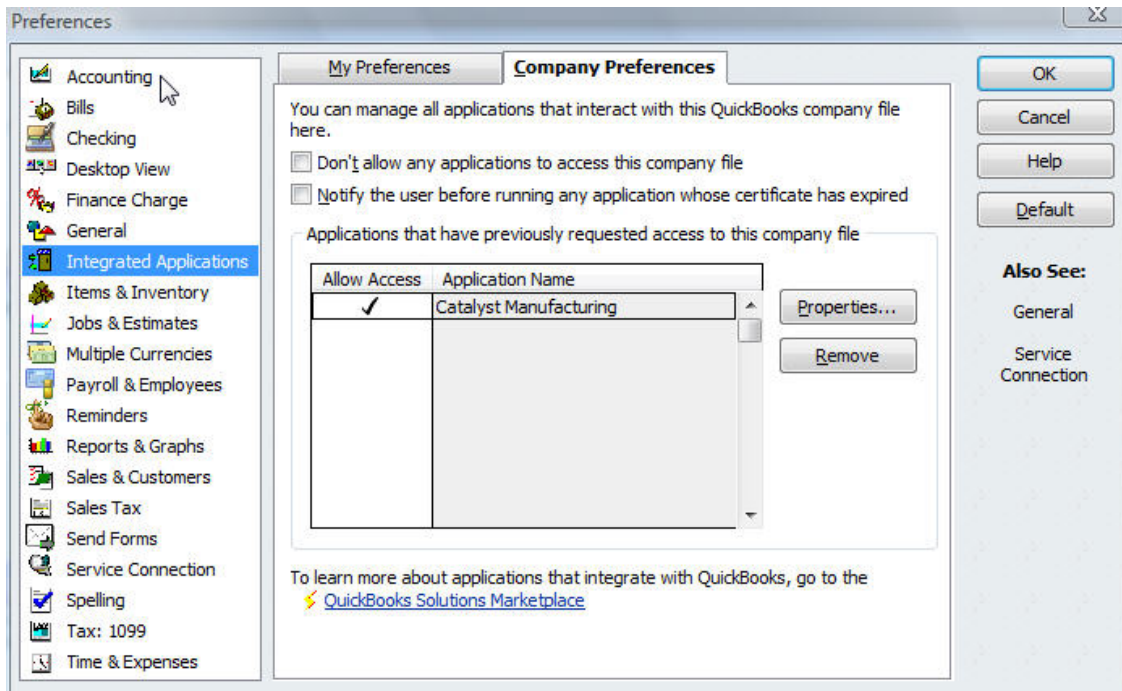 Preferences
Accounting
Bills
Checking
Desktop View
Finance Charge
General
Integrated Applications
Items & Inventory
Jobs & Estimates
Multiple Currencies
Payroll & Employees
Reminders
Reports & Graphs
Sales & Customers
Sales Tax
Send Forms
Service Connection
Spelling
Tax: 1099
Time & Expenses
My Preferences
Company Preferences
You can manage all applications that interact with this QuickBooks company file
here.
Don't allow any applications to access this company file
Notify the user before running any application whose certificate has expired
Applications that have previously requested access to this company file
Allow Access Application Name
Catalyst Manufacturing
Properties...
Remove
To learn more about applications that integrate with QuickBooks, go to the
QuickBooks Solutions Marketplace
OK
Cancel
Help
Default
Also See:
General
Service
Connection